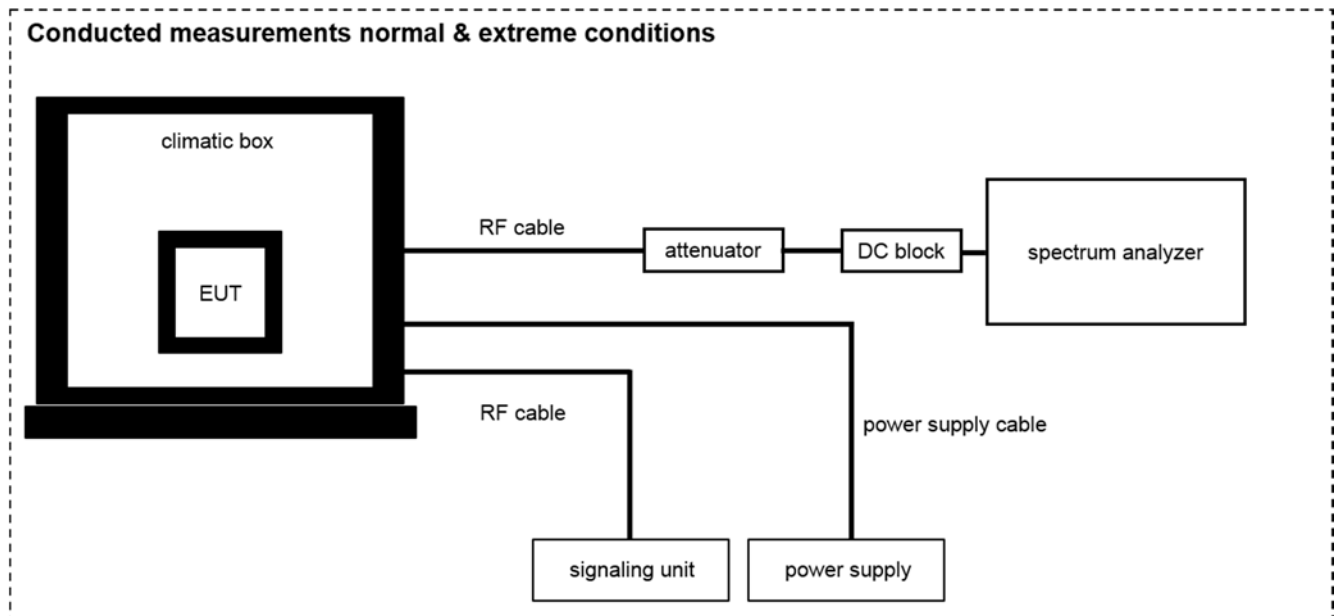 Conducted measurements normal & extreme conditions
climatic box
RF cable
attenuator
DC block
spectrum analyzer
EUT
RF cable
power supply cable
signaling unit
power supply